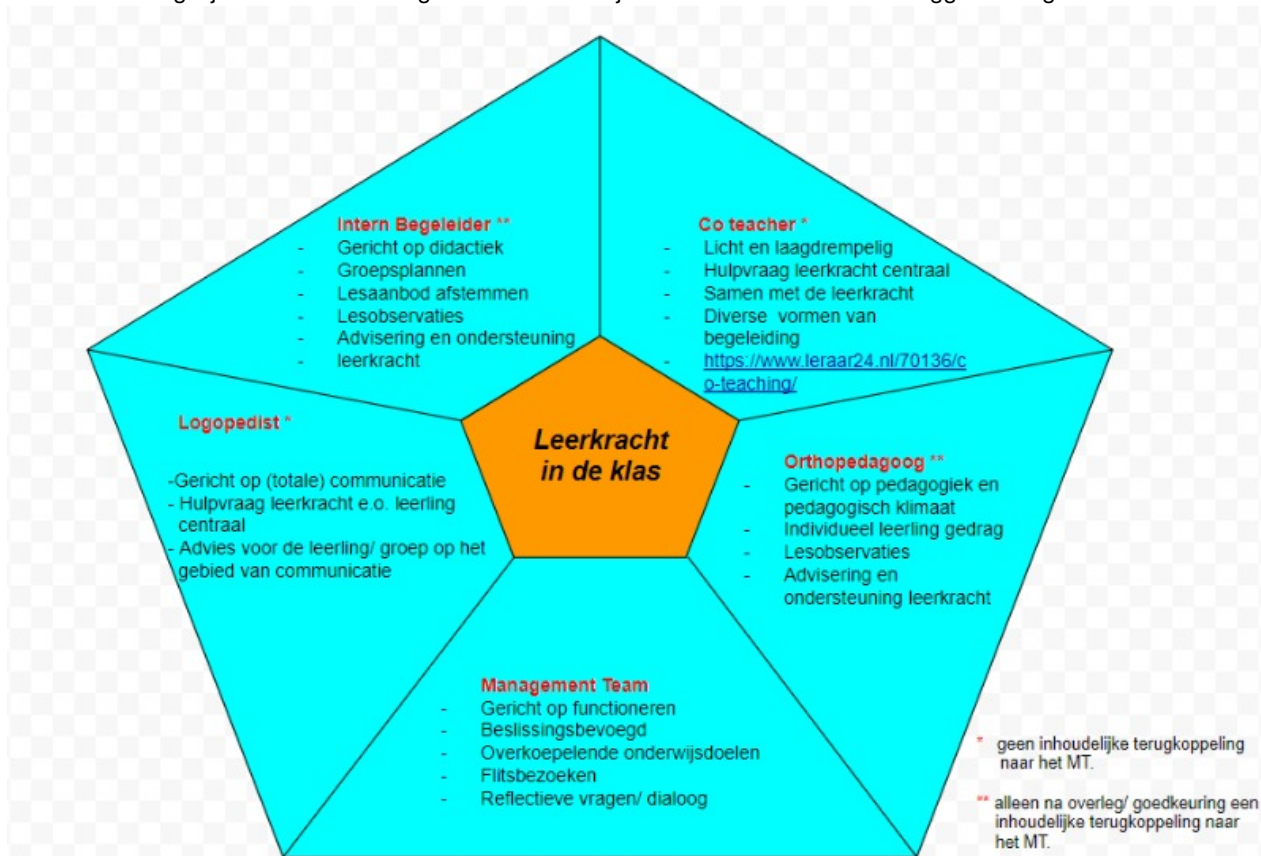 Intern Begeleider **
- Gericht op didactiek
- Groepsplannen
- Lesaanbod afstemmen
- Lesobservaties
- Advisering en ondersteuning
- leerkracht
Co teacher *
- Licht en laagdrempelig
- Hulpvraag leerkracht centraal
- Samen met de leerkracht
- Diverse vormen van
begeleiding
- https://www.leraar24.nl/70136/c
o-teaching/
Logopedist *
-Gericht op (totale) communicatie
- Hulpvraag leerkracht e.o. leerling
centraal
- Advies voor de leerling/ groep op het
gebied van communicatie
Leerkracht
in de klas
Orthopedagoog **
- Gericht op pedagogiek en
pedagogisch klimaat
- Individueel leerling gedrag
- Lesobservaties
- Advisering en
ondersteuning leerkracht
Management Team
- Gericht op functioneren
- Beslissingsbevoegd
- Overkoepelende onderwijsdoelen
- Flitsbezoeken
- Reflectieve vragen/ dialoog
* geen inhoudelijke terugkoppeling
naar het MT.
** alleen na overleg/ goedkeuring een
inhoudelijke terugkoppeling naar
het MT.